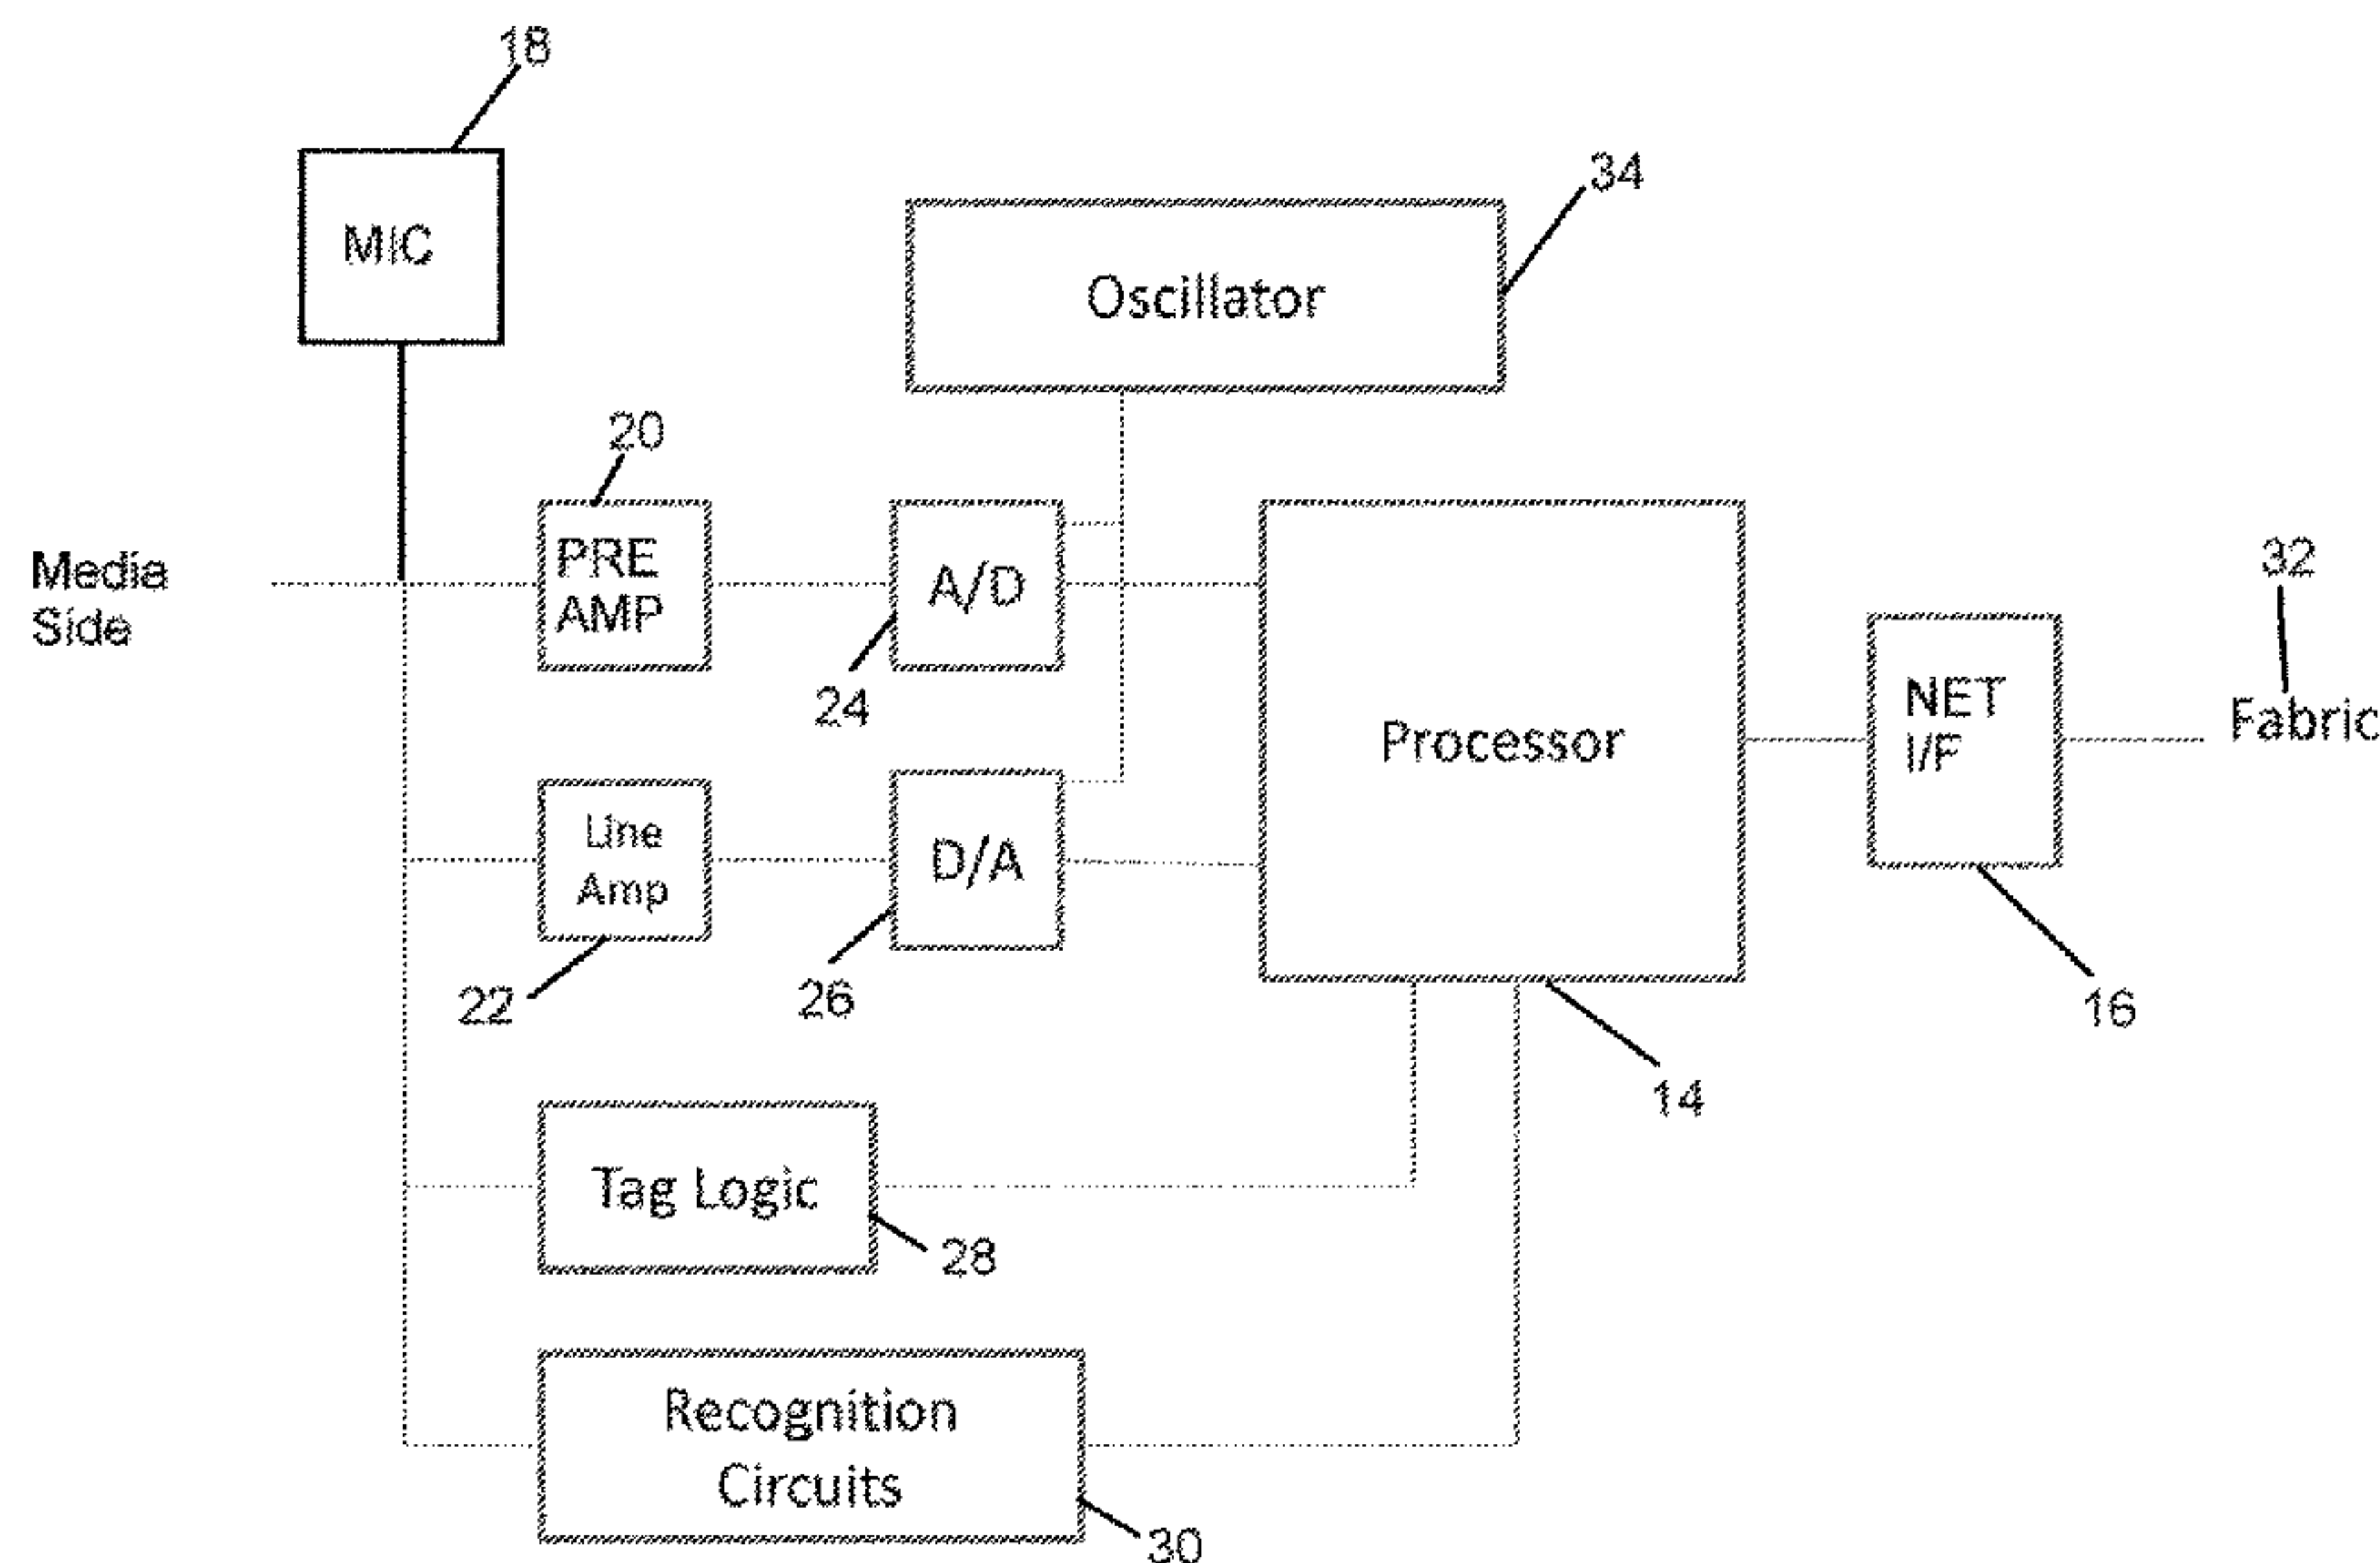 18
MIC
34
Oscillator
20
PRE
AMP
A/D
24
Media
Side
32
Fabric
NET
I/F
16
Processor
14
Line
Amp
22
D/A
26
Tag Logic
28
Recognition
Circuits
30